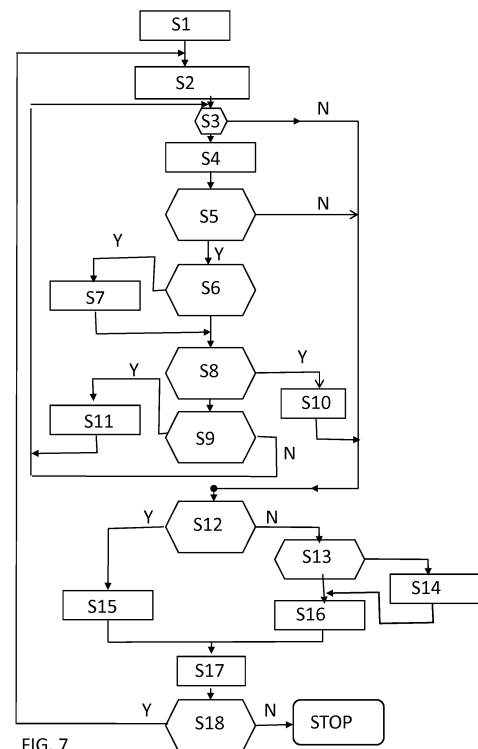 S1
S2
S3
N
S4
S5
N
Y
Y
S6
S7
S8
Y
Y
S10
S11
S9
N
S12
Y
N
S13
S14
S15
S16
S17
Y
S18
N
STOP
FIG. 7